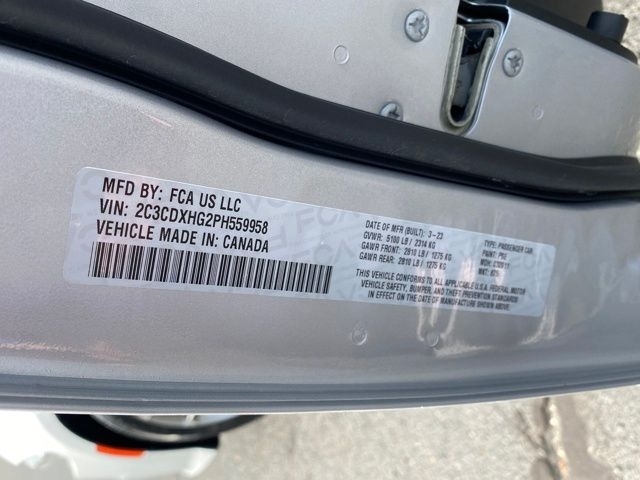 MFD BY: FCA US LLC
VIN: 2C3CDXHG2PH559958
VEHICLE MADE IN: CANADA
DATE OF MFR (BUILT): 3-23
GVWR: 5100 LB / 2314 KG
GAWR FRONT: 2810 LB / 1275 KG
GAWR REAR: 2810 LB / 1275 KG
TYPE: PASSENGER CAR
PAINT: PSE
MDH:
MKT:
THIS VEHICLE CONFORMS TO ALL APPLICABLE U.S.A. FEDERAL MOTOR
VEHICLE SAFETY, BUMPER, AND THEFT PREVENTION STANDARDS
IN EFFECT ON THE DATE OF MANUFACTURE SHOWN ABOVE.